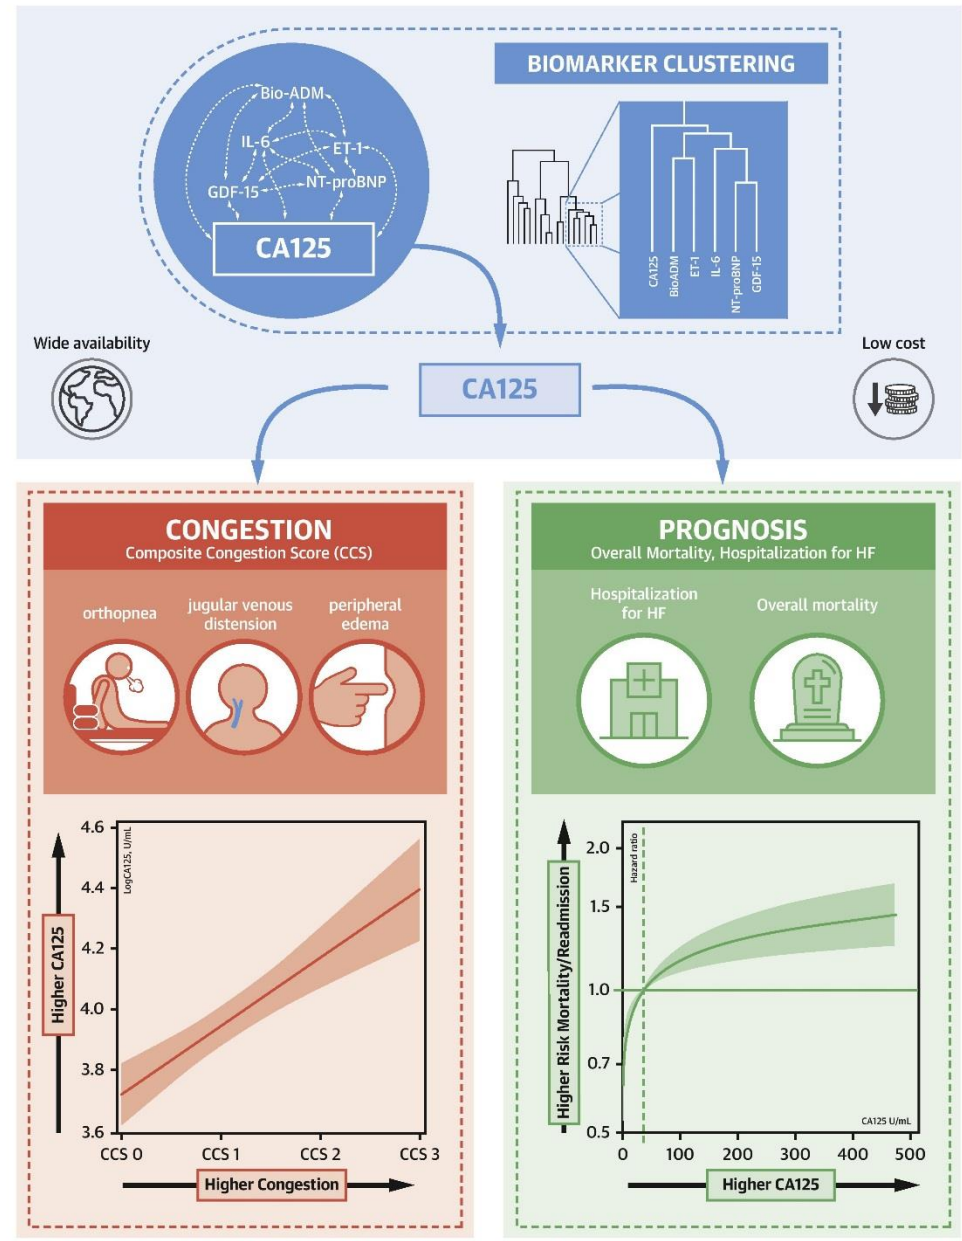 BIOMARKER CLUSTERING
Bio-ADM
IL-6
ET-1
GDF-15
NT-proBNP
CA125
CA125
BioADM
ET-1
IL-6
NT-proBNP
GDF-15
Wide availability
Low cost
CA125
CONGESTION
Composite Congestion Score (CCS)
orthopnea
jugular venous
distension
peripheral
edema
Higher CA125
LogCA125, U/mL
4.6
4.4
4.2
4.0
3.8
3.6
CCS 0
CCS 1
CCS 2
CCS 3
Higher Congestion
PROGNOSIS
Overall Mortality, Hospitalization for HF
Hospitalization
for HF
Overall mortality
Higher Risk Mortality/Readmission
Hazard ratio
2.0
1.5
1.0
0.7
0.5
CA125 U/mL
0
100
200
300
400
500
Higher CA125